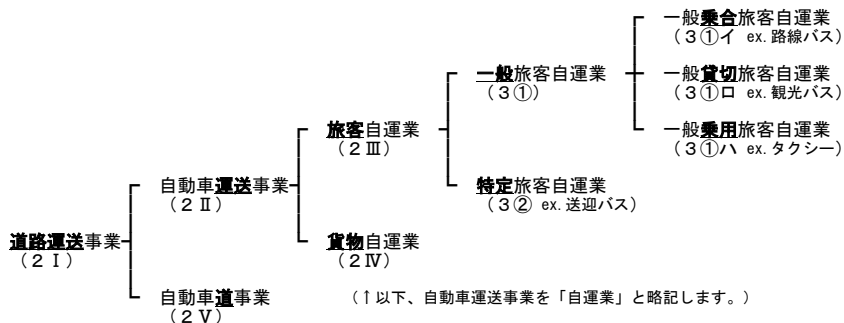 一般乗合旅客自運業
（３①イ ex.路線バス）
一般旅客自運業
（３①）
一般貸切旅客自運業
（３①ロ ex.観光バス）
旅客自運業
（２Ⅲ）
一般乗用旅客自運業
（３①ハ ex.タクシー）
自動車運送事業
（２Ⅱ）
特定旅客自運業
（３② ex.送迎バス）
道路運送事業
（２Ⅰ）
貨物自運業
（２Ⅳ）
自動車道事業
（２Ⅴ）
（↑以下、自動車運送事業を「自運業」と略記します。）